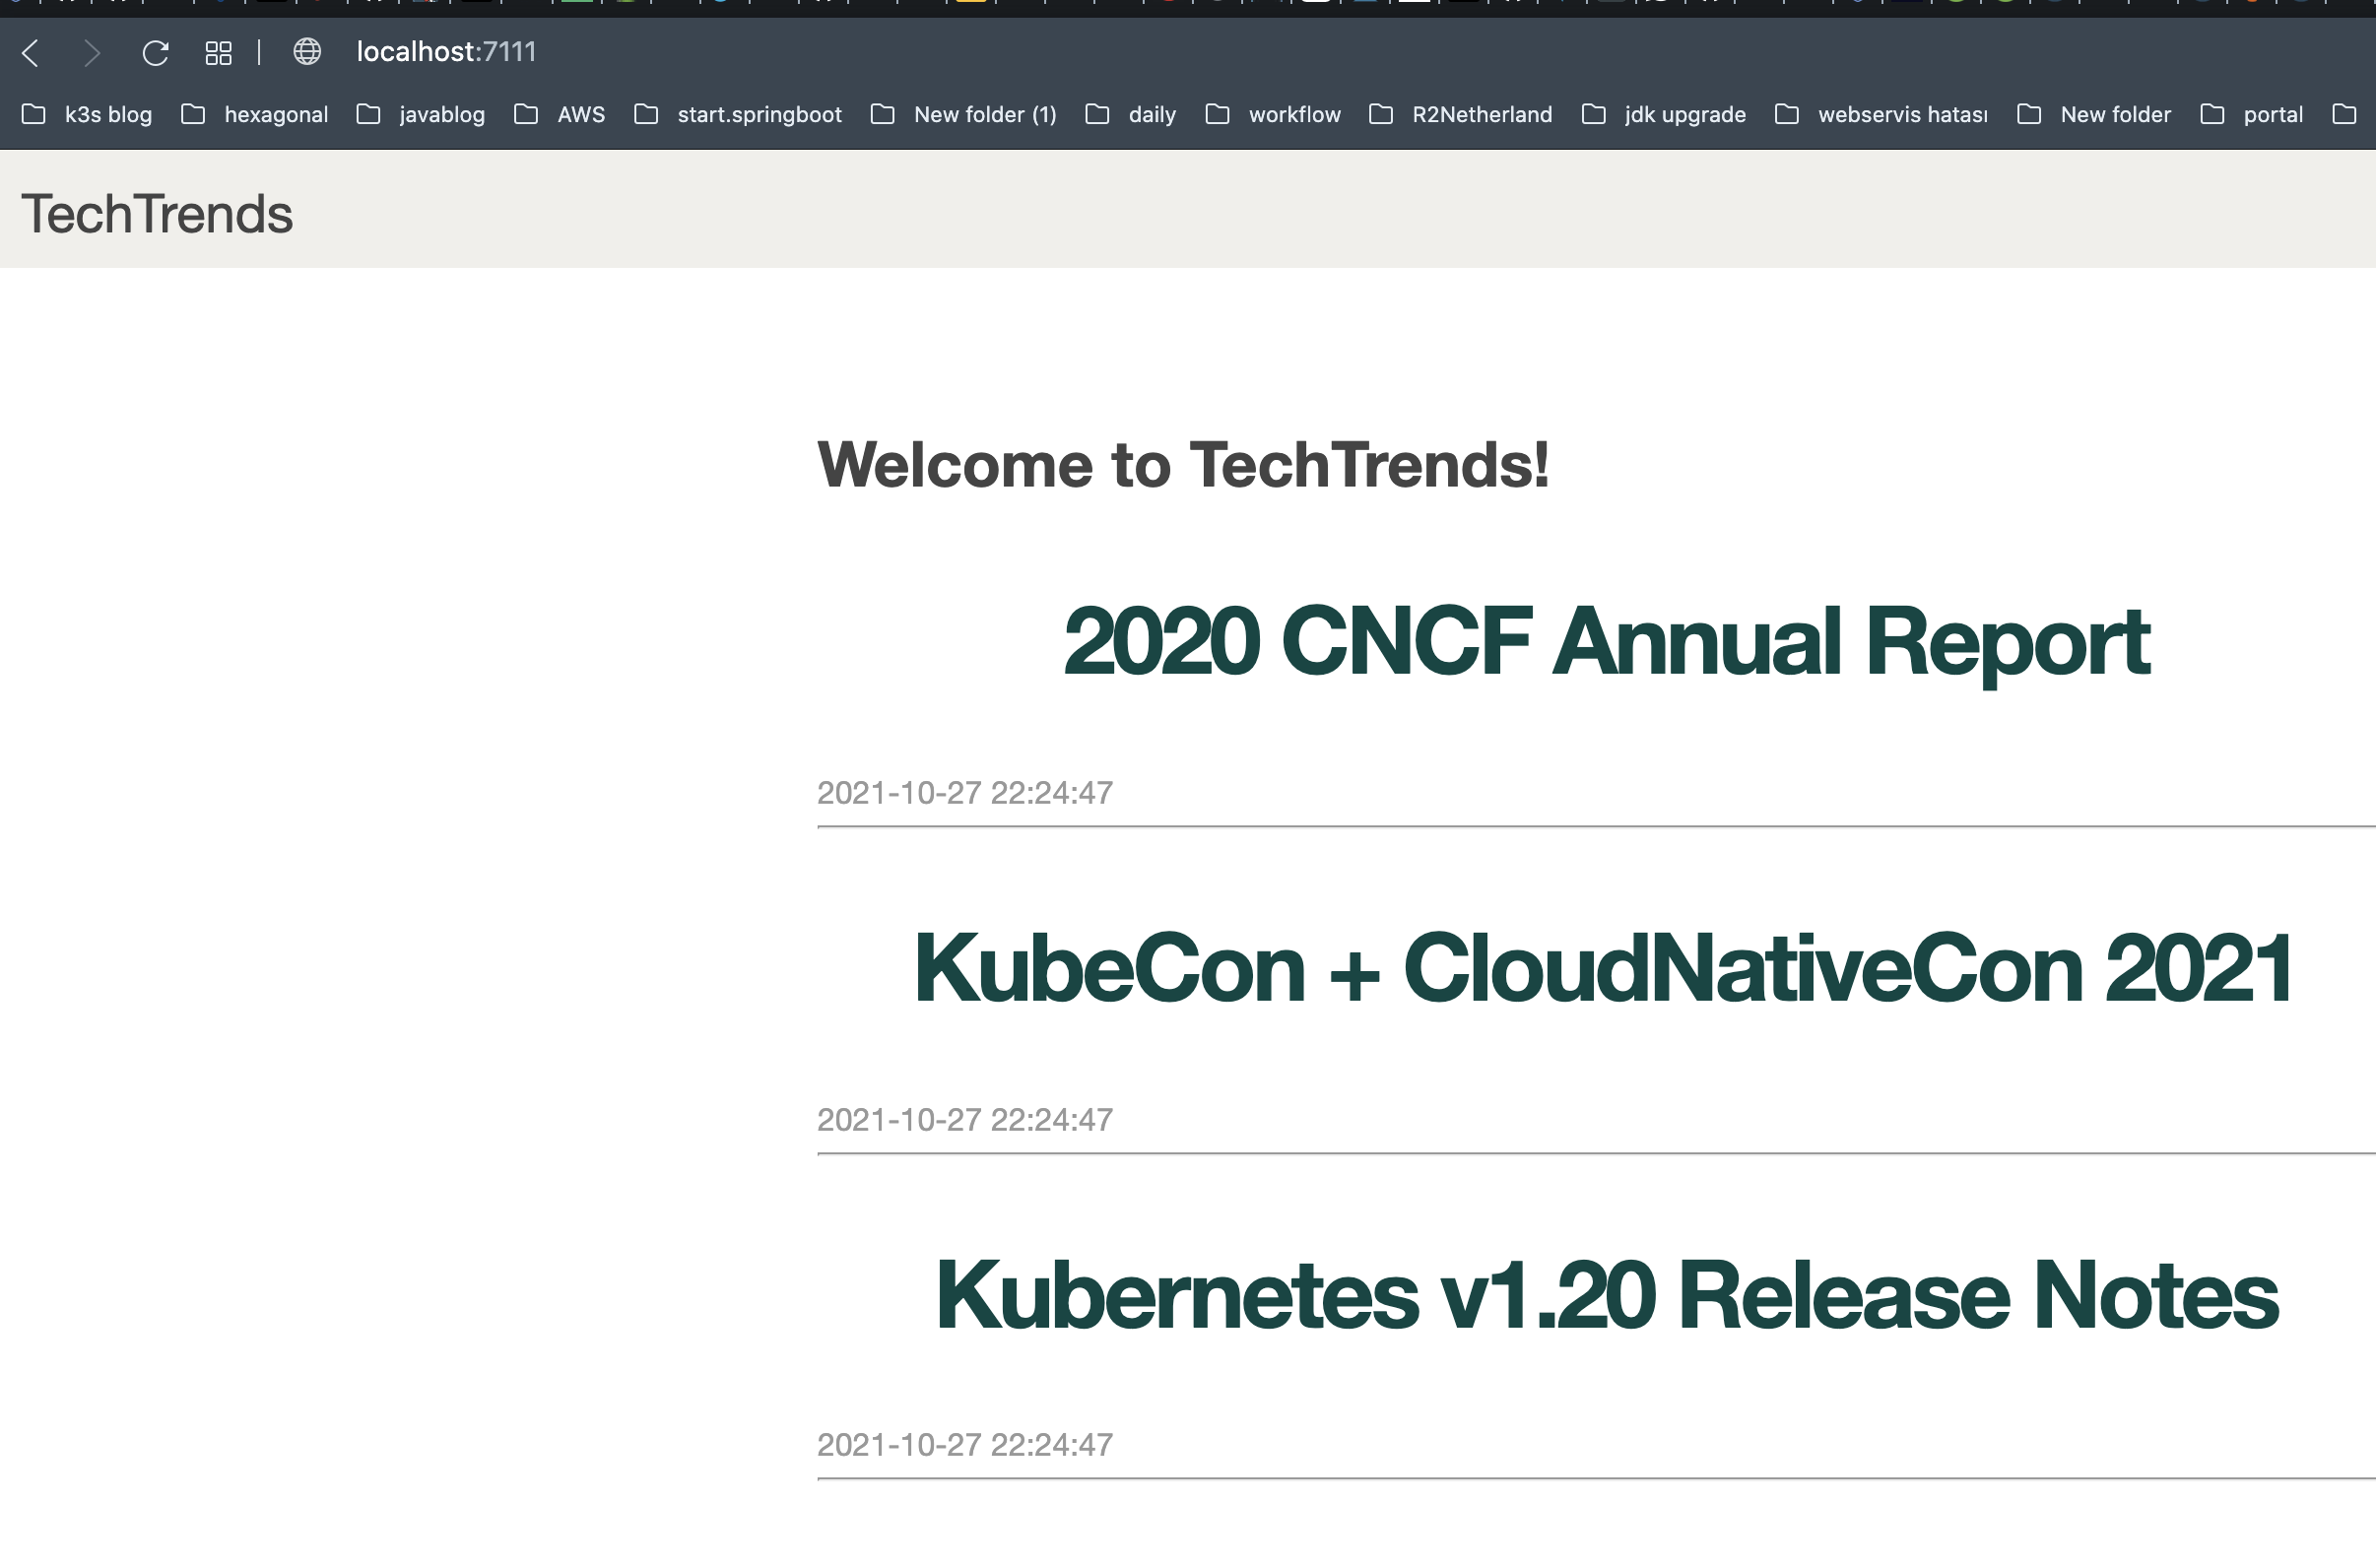 localhost:7111
k3s blog hexagonal javablog AWS start.springboot New folder (1) daily workflow R2Netherland jdk upgrade webservis hatası New folder portal
TechTrends
Welcome to TechTrends!
2020 CNCF Annual Report
2021-10-27 22:24:47
KubeCon + CloudNativeCon 2021
2021-10-27 22:24:47
Kubernetes v1.20 Release Notes
2021-10-27 22:24:47